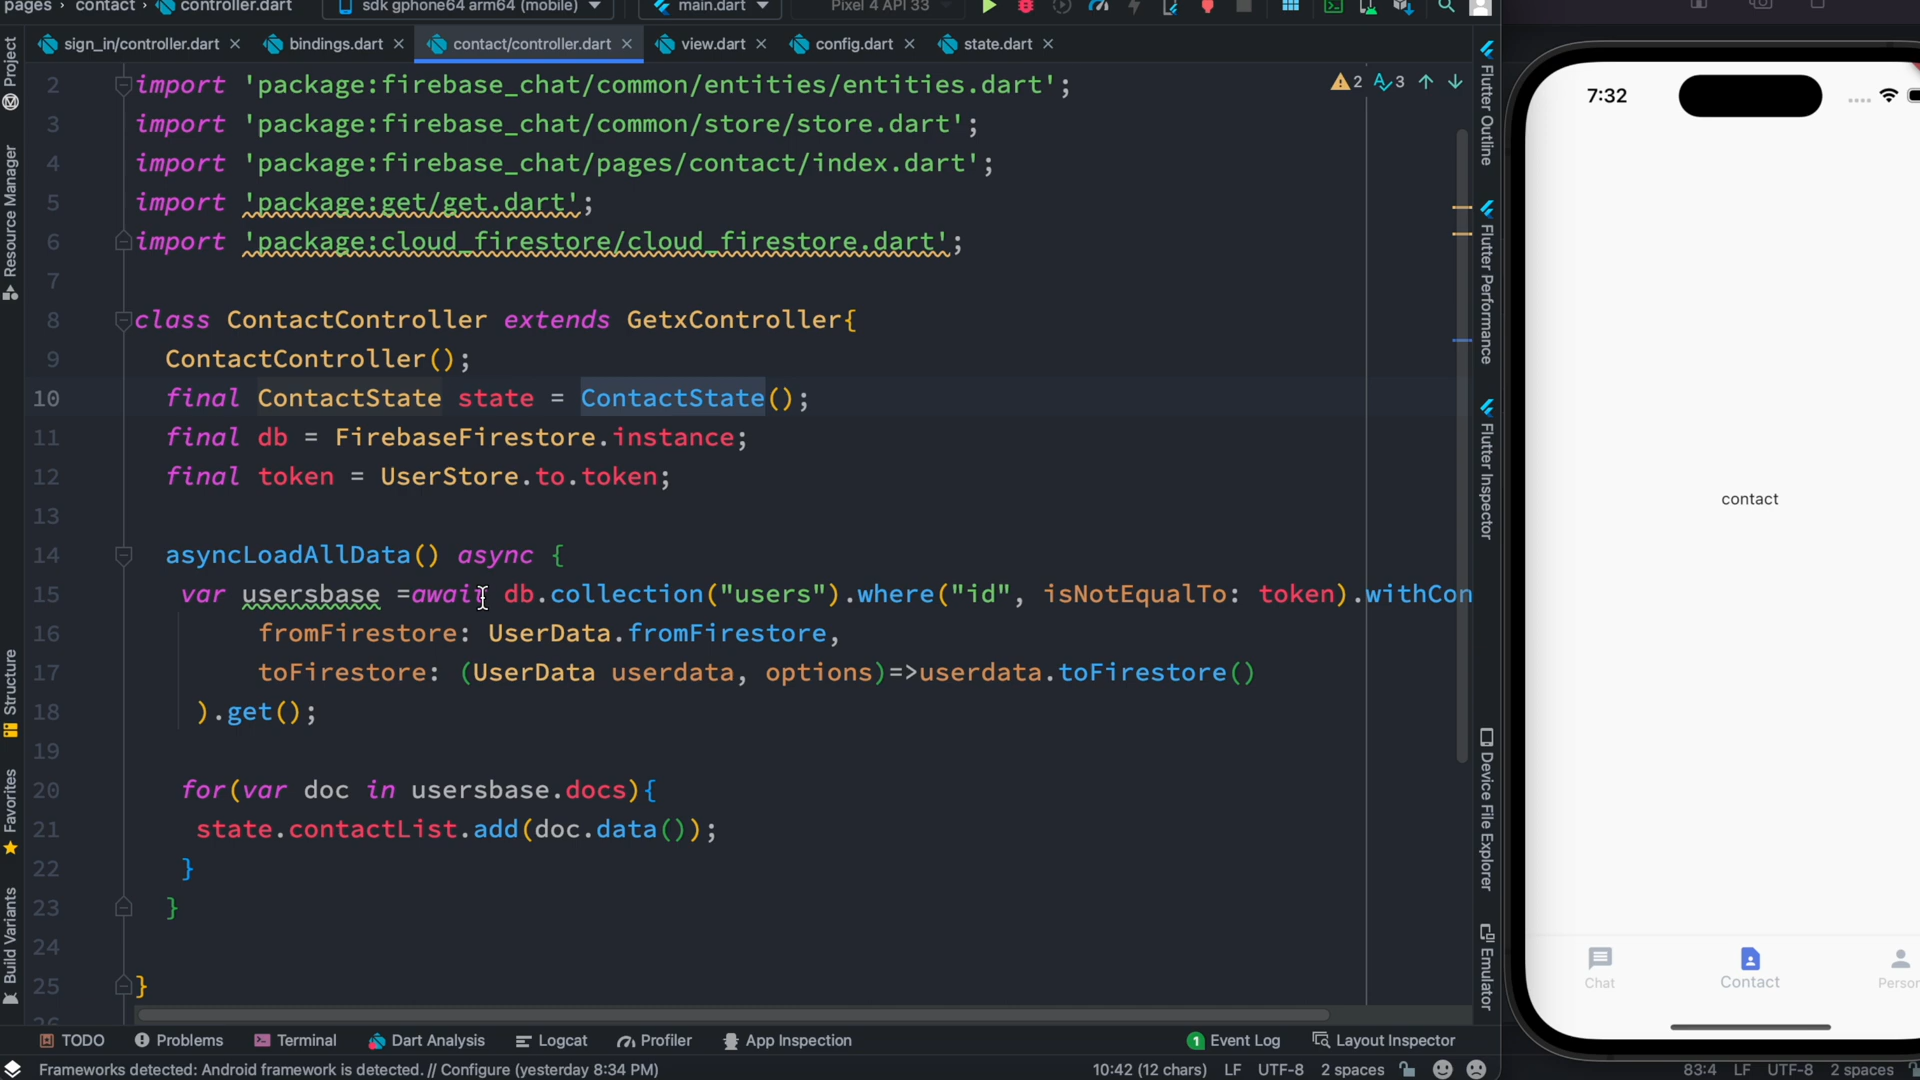 pages › contact › controller.dart
sdk gphone64 arm64 (mobile)
main.dart
Pixel 4 API 33
sign_in/controller.dart
bindings.dart
contact/controller.dart
view.dart
config.dart
state.dart
2 import 'package:firebase_chat/common/entities/entities.dart';
3 import 'package:firebase_chat/common/store/store.dart';
4 import 'package:firebase_chat/pages/contact/index.dart';
5 import 'package:get/get.dart';
6 import 'package:cloud_firestore/cloud_firestore.dart';
7
8 class ContactController extends GetxController{
9 ContactController();
10 final ContactState state = ContactState();
11 final db = FirebaseFirestore.instance;
12 final token = UserStore.to.token;
13
14 asyncLoadAllData() async {
15 var usersbase =await db.collection("users").where("id", isNotEqualTo: token).withCon
16 fromFirestore: UserData.fromFirestore,
17 toFirestore: (UserData userdata, options)=>userdata.toFirestore()
18 ).get();
19
20 for(var doc in usersbase.docs){
21 state.contactList.add(doc.data());
22 }
23 }
24
25 }
2
3
Project
Resource Manager
Structure
Favorites
Build Variants
Flutter Outline
Flutter Performance
Flutter Inspector
Device File Explorer
Emulator
7:32
contact
Chat
Contact
Person
TODO
Problems
Terminal
Dart Analysis
Logcat
Profiler
App Inspection
1 Event Log
Layout Inspector
Frameworks detected: Android framework is detected. // Configure (yesterday 8:34 PM)
10:42 (12 chars)
LF
UTF-8
2 spaces
83:4
LF
UTF-8
2 spaces